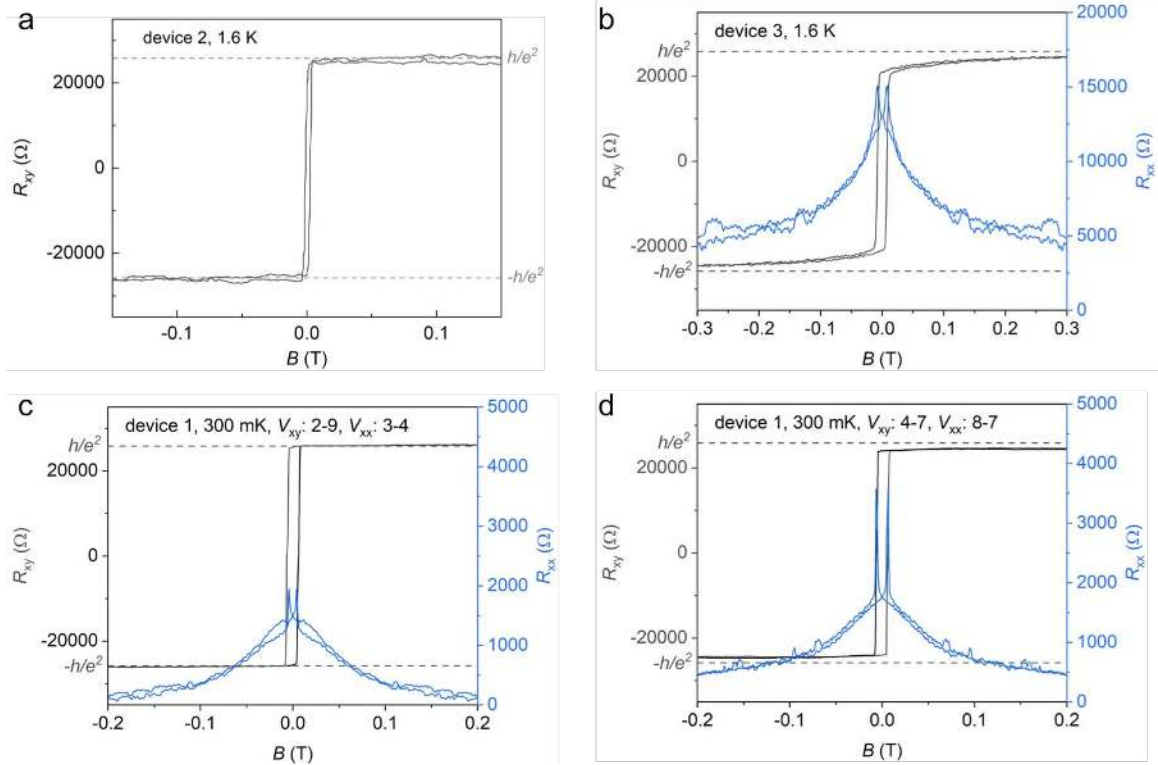 a
device 2, 1.6 K
h/e²
-h/e²
20000
0
-20000
Rxy (Ω)
-0.1
0.0
0.1
B (T)
b
device 3, 1.6 K
h/e²
20000
0
-20000
-h/e²
Rxy (Ω)
20000
15000
10000
5000
0
Rxx (Ω)
-0.3
-0.2
-0.1
0.0
0.1
0.2
0.3
B (T)
c
device 1, 300 mK, Vxy: 2-9, Vxx: 3-4
h/e²
20000
0
-20000
-h/e²
Rxy (Ω)
5000
4000
3000
2000
1000
0
Rxx (Ω)
-0.2
-0.1
0.0
0.1
0.2
B (T)
d
device 1, 300 mK, Vxy: 4-7, Vxx: 8-7
h/e²
20000
0
-20000
-h/e²
Rxy (Ω)
5000
4000
3000
2000
1000
0
Rxx (Ω)
-0.2
-0.1
0.0
0.1
0.2
B (T)